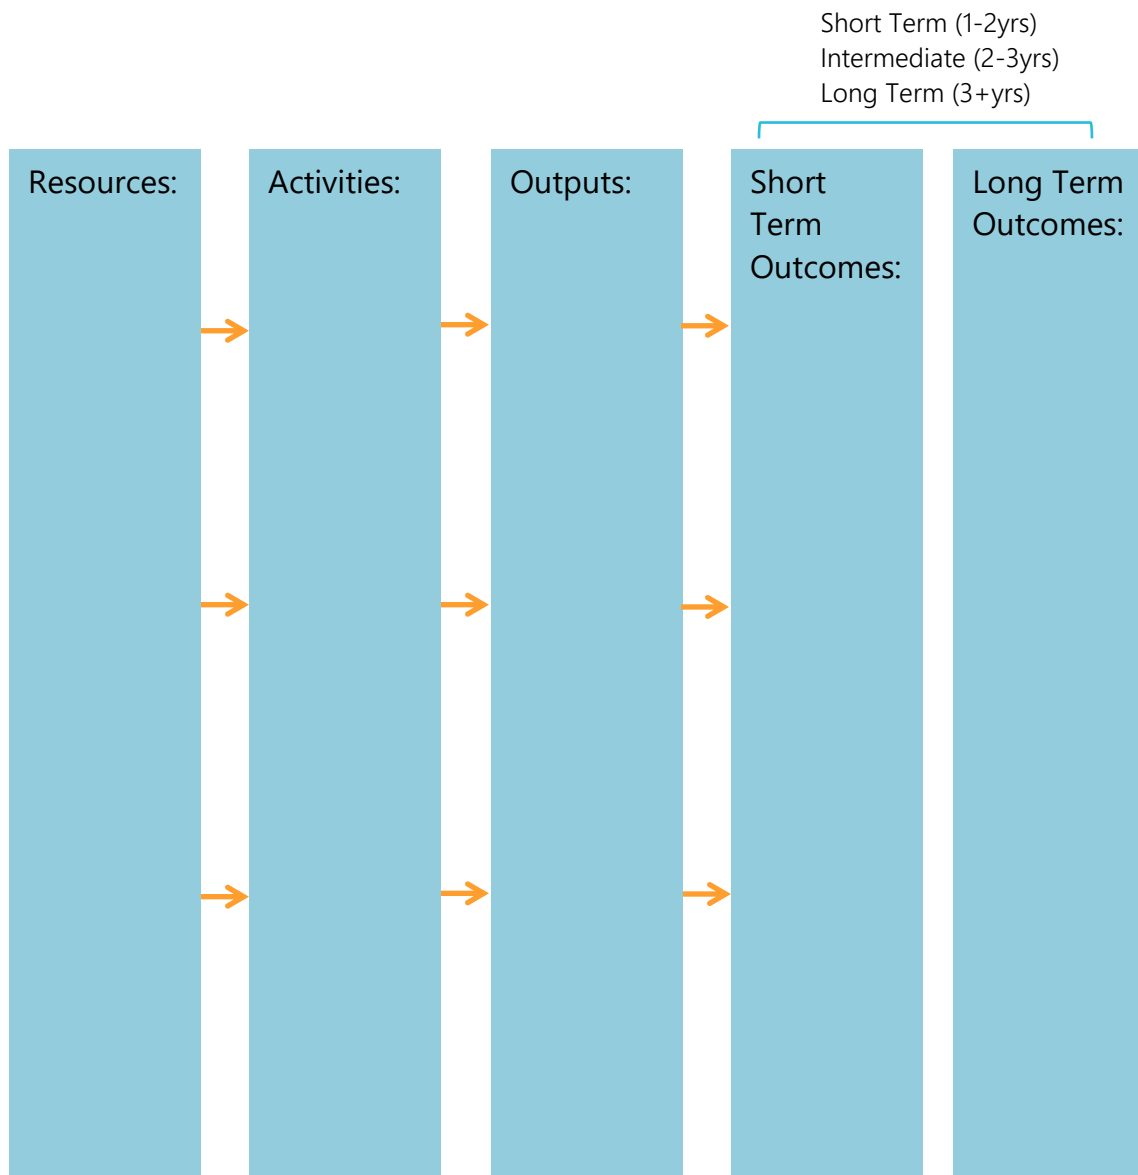 Short Term (1-2yrs)
Intermediate (2-3yrs)
Long Term (3+yrs)
Resources:
Activities:
Outputs:
Short
Term
Outcomes:
Long Term
Outcomes: